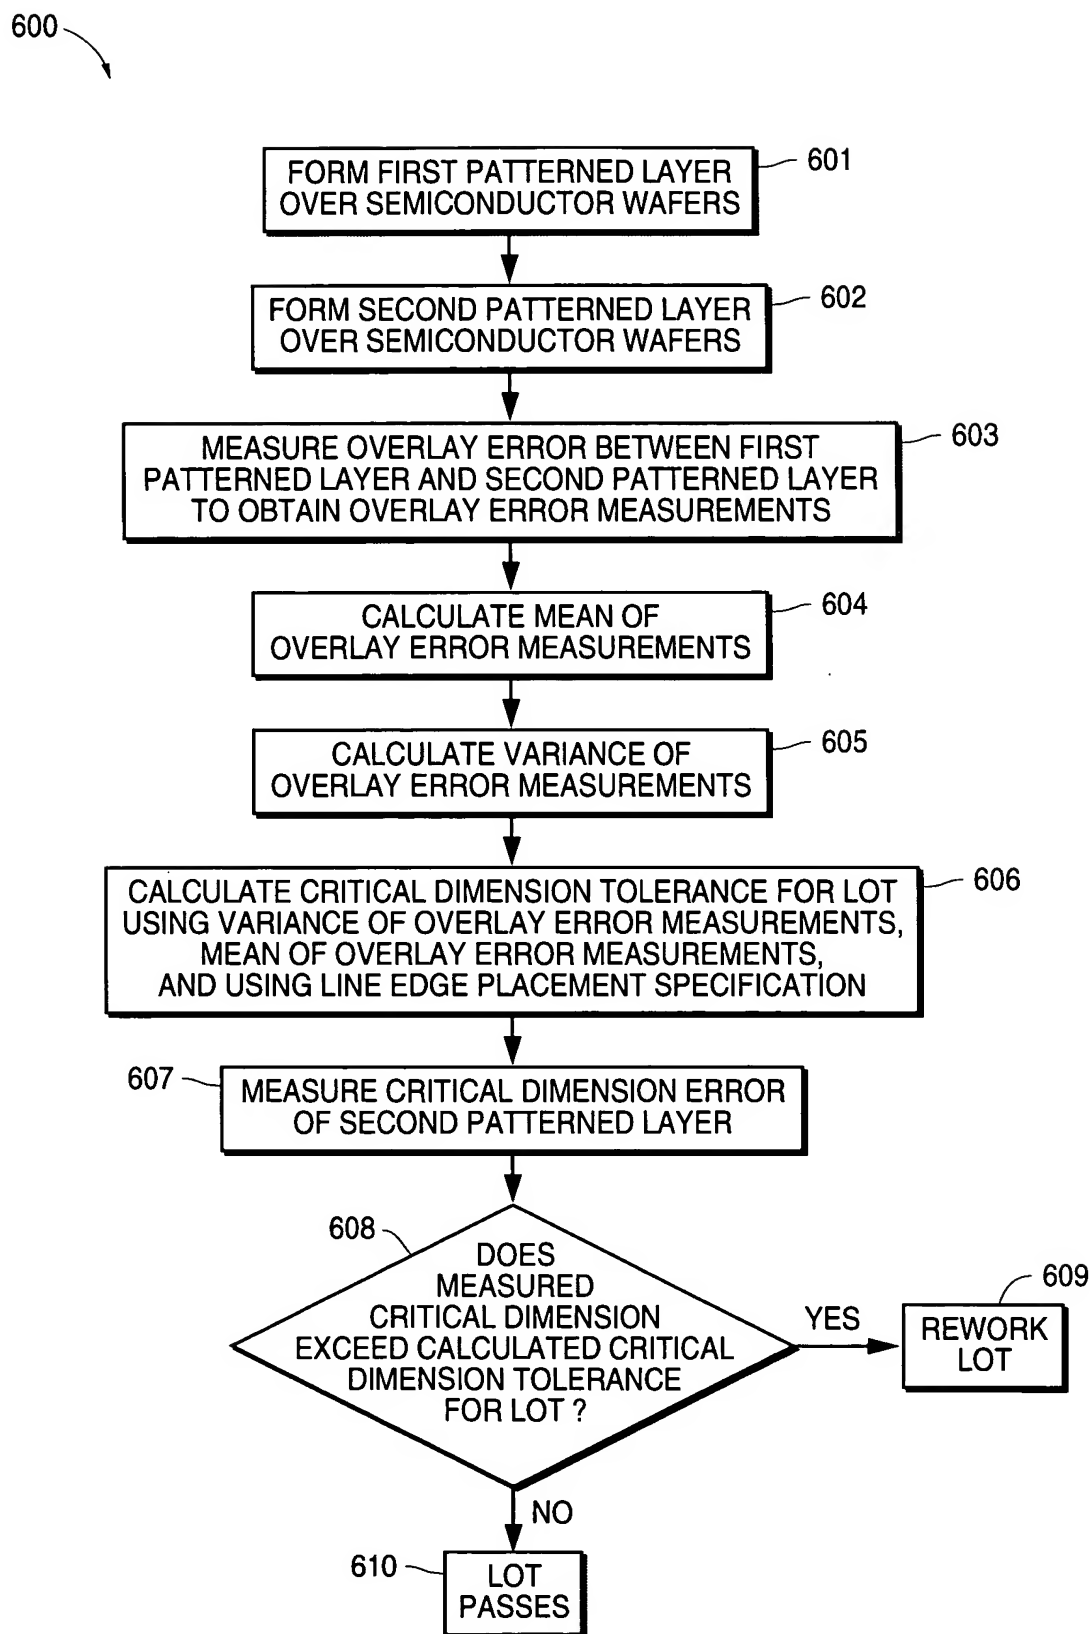 600
FORM FIRST PATTERNED LAYER
OVER SEMICONDUCTOR WAFERS
601
FORM SECOND PATTERNED LAYER
OVER SEMICONDUCTOR WAFERS
602
MEASURE OVERLAY ERROR BETWEEN FIRST
PATTERNED LAYER AND SECOND PATTERNED LAYER
TO OBTAIN OVERLAY ERROR MEASUREMENTS
603
CALCULATE MEAN OF
OVERLAY ERROR MEASUREMENTS
604
CALCULATE VARIANCE OF
OVERLAY ERROR MEASUREMENTS
605
CALCULATE CRITICAL DIMENSION TOLERANCE FOR LOT
USING VARIANCE OF OVERLAY ERROR MEASUREMENTS,
MEAN OF OVERLAY ERROR MEASUREMENTS,
AND USING LINE EDGE PLACEMENT SPECIFICATION
606
607
MEASURE CRITICAL DIMENSION ERROR
OF SECOND PATTERNED LAYER
608
DOES
MEASURED
CRITICAL DIMENSION
EXCEED CALCULATED CRITICAL
DIMENSION TOLERANCE
FOR LOT ?
YES
609
REWORK
LOT
NO
610
LOT
PASSES